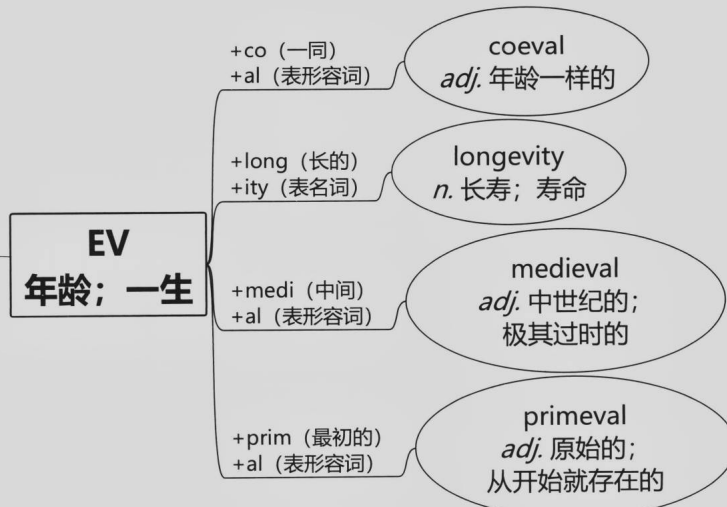 EV
年龄；一生
+co（一同）
+al（表形容词）
coeval
adj. 年龄一样的
+long（长的）
+ity（表名词）
longevity
n. 长寿；寿命
+medi（中间）
+al（表形容词）
medieval
adj. 中世纪的；
极其过时的
+prim（最初的）
+al（表形容词）
primeval
adj. 原始的；
从开始就存在的